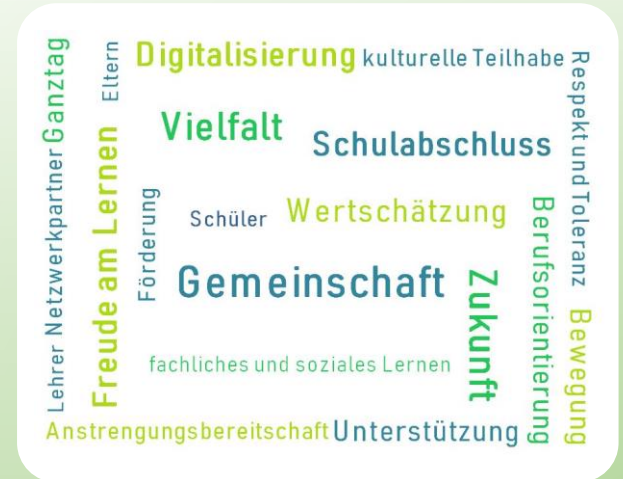 Ganztag
Netzwerkpartner
Lehrer
Eltern
Freude am Lernen
Förderung
Digitalisierung
kulturelle Teilhabe
Vielfalt
Schulabschluss
Schüler
Wertschätzung
Gemeinschaft
fachliches und soziales Lernen
Anstrengungsbereitschaft
Unterstützung
Zukunft
Berufsorientierung
Respekt und Toleranz
Bewegung